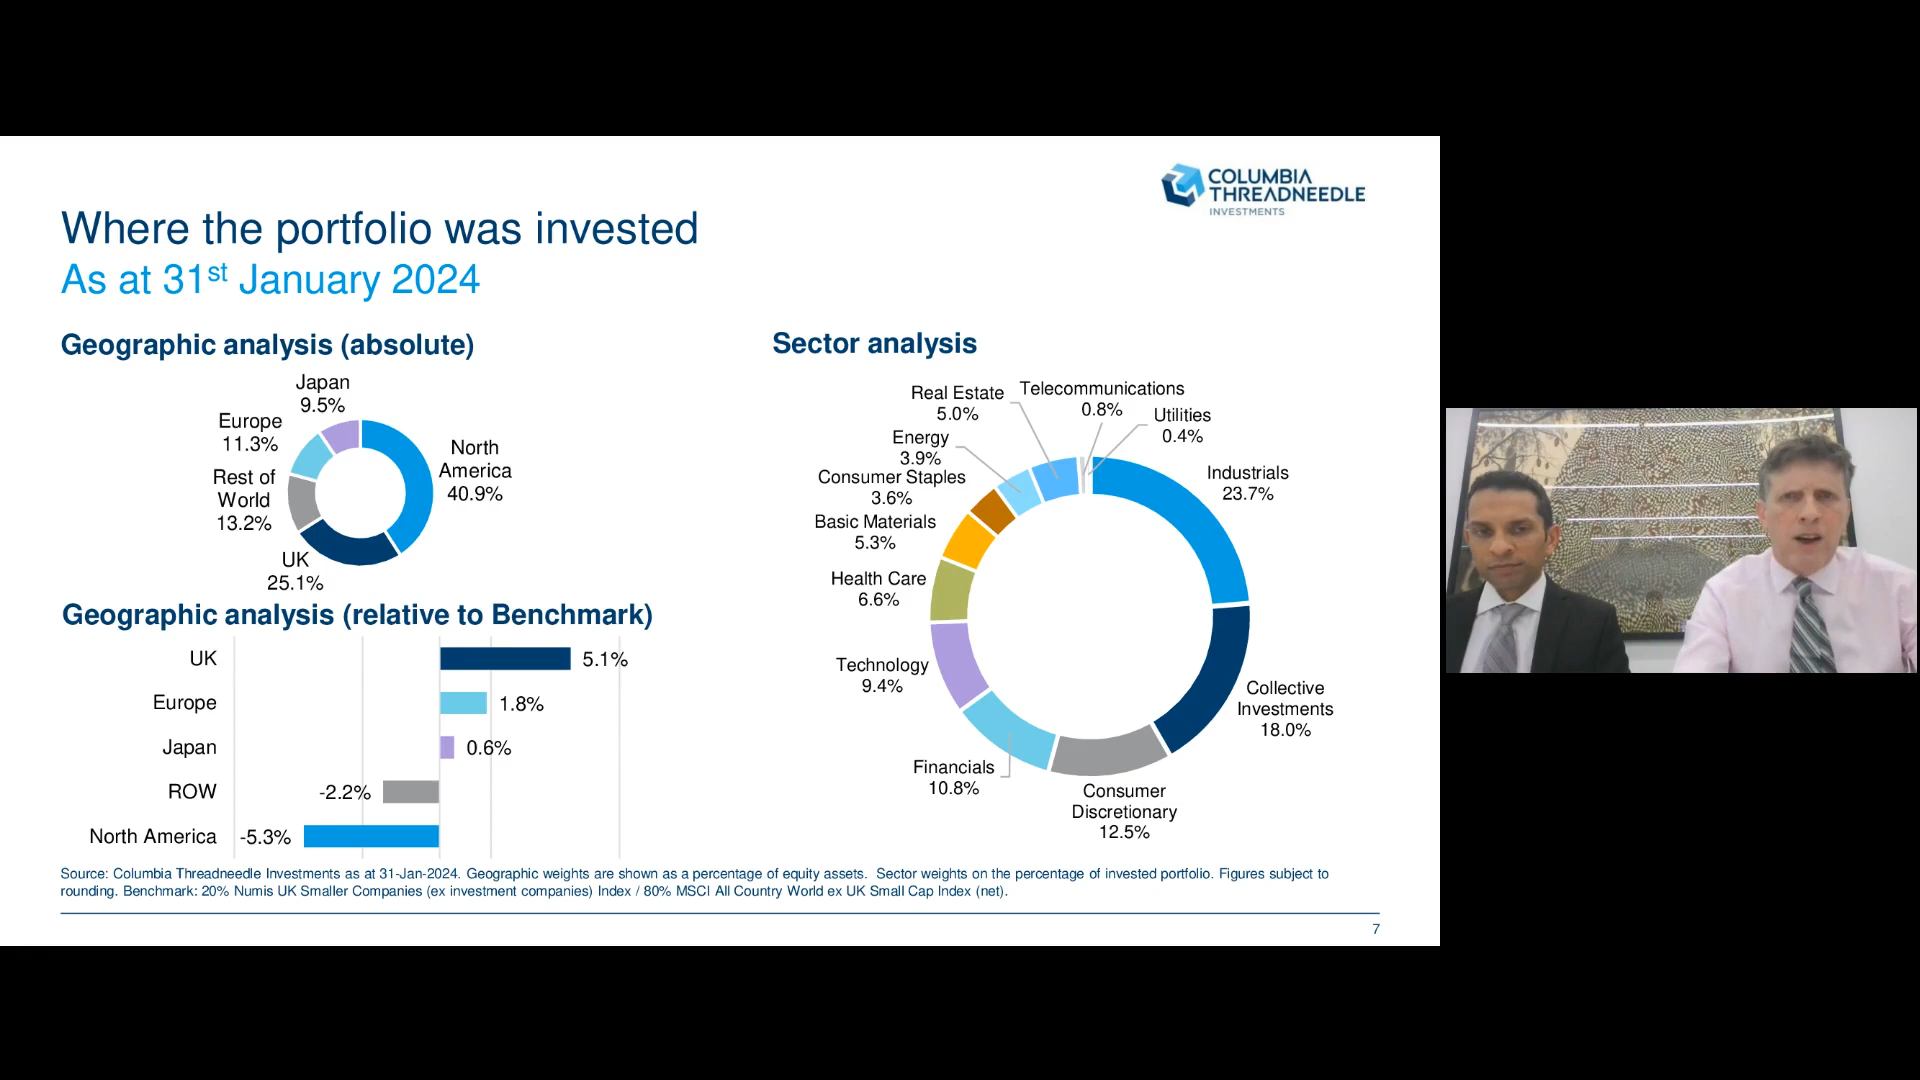 COLUMBIA
THREADNEEDLE
INVESTMENTS
Where the portfolio was invested
As at 31st January 2024
Geographic analysis (absolute)
Japan
9.5%
Europe
11.3%
North
America
40.9%
Rest of
World
13.2%
UK
25.1%
Geographic analysis (relative to Benchmark)
UK 5.1%
Europe 1.8%
Japan 0.6%
ROW -2.2%
North America -5.3%
Sector analysis
Real Estate
5.0%
Telecommunications
0.8%
Utilities
0.4%
Energy
3.9%
Consumer Staples
3.6%
Industrials
23.7%
Basic Materials
5.3%
Health Care
6.6%
Technology
9.4%
Collective
Investments
18.0%
Financials
10.8%
Consumer
Discretionary
12.5%
Source: Columbia Threadneedle Investments as at 31-Jan-2024. Geographic weights are shown as a percentage of equity assets. Sector weights on the percentage of invested portfolio. Figures subject to
rounding. Benchmark: 20% Numis UK Smaller Companies (ex investment companies) Index / 80% MSCI All Country World ex UK Small Cap Index (net).
7